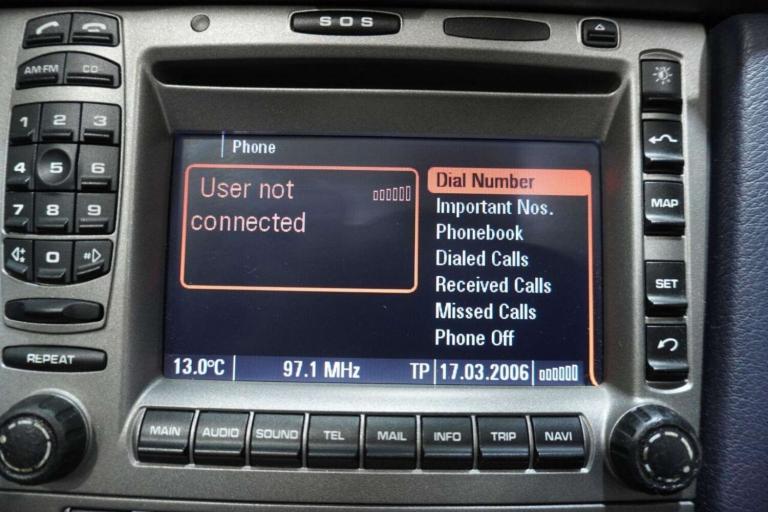 SOS
AM·FM
CD
1
2
3
4
5
6
7
8
9
*
0
#
REPEAT
Phone
User not
connected
Dial Number
Important Nos.
Phonebook
Dialed Calls
Received Calls
Missed Calls
Phone Off
13.0°C
97.1 MHz
TP
17.03.2006
MAP
SET
MAIN
AUDIO
SOUND
TEL
MAIL
INFO
TRIP
NAVI